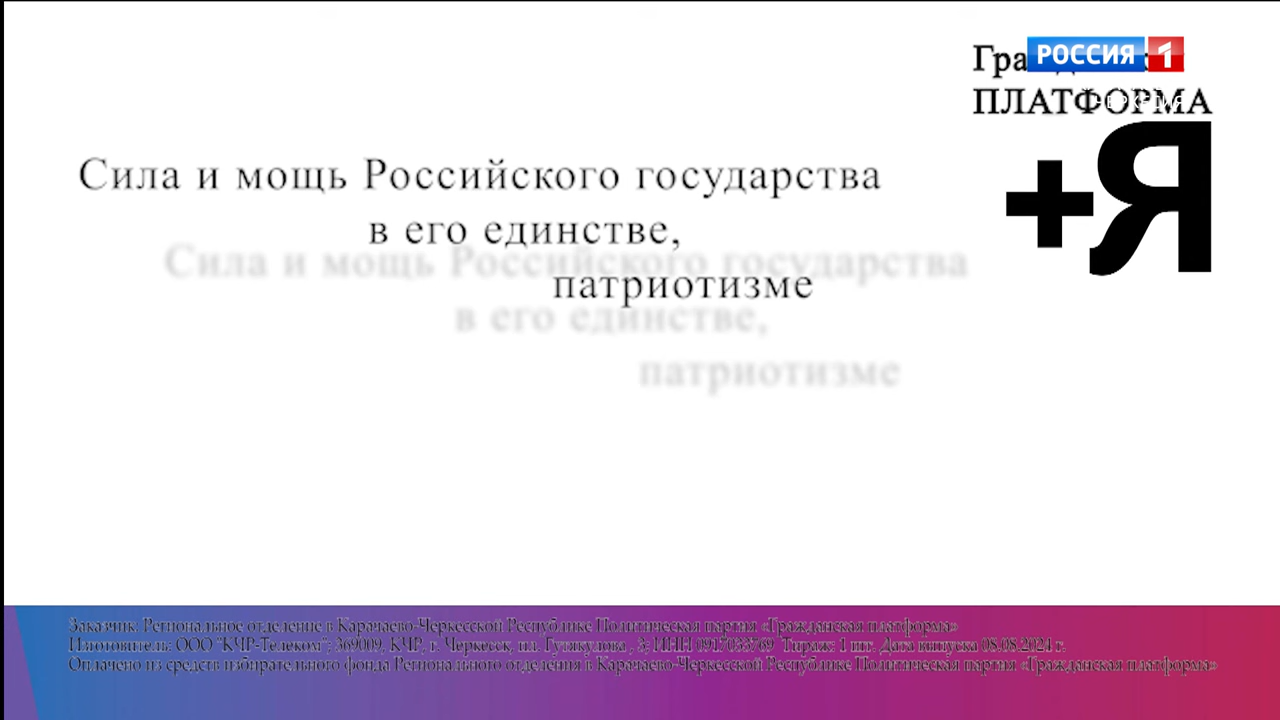 РОССИЯ 1
ПЛАТФОРМА
+Я
Сила и мощь Российского государства
в его единстве,
патриотизме
Сила и мощь Российского государства
в его единстве,
патриотизме
Заказчик: Региональное отделение в Карачаево-Черкесской Республике Политическая партия «Гражданская платформа»
Изготовитель: ООО "КЧР-Телеком"; 369009, КЧР, г. Черкесск, пл. Гутякулова , 3; ИНН 0917033769 Тираж: 1 шт. Дата выпуска 08.08.2024 г.
Оплачено из средств избирательного фонда Регионального отделения в Карачаево-Черкесской Республике Политическая партия «Гражданская платформа»